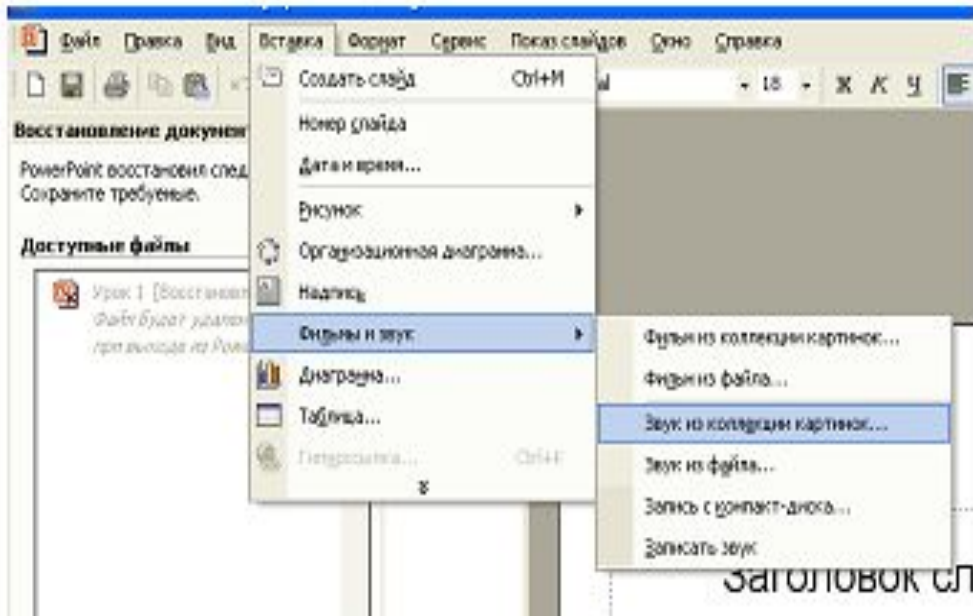 Файл Правка Вид Вставка Формат Сервис Показ слайдов Окно Справка
18 Ж К Ч
Восстановление докумен
PowerPoint восстановил след
Сохраните требуемые.
Доступные файлы
Урок 1 [Восстановл
Файл будет удален
при выходе из Powe
Создать слайд Ctrl+M
Номер слайда
Дата и время...
Рисунок
Организационная диаграмма...
Надпись
Фильмы и звук
Диаграмма...
Таблица...
Гиперссылка... Ctrl+K
Фильм из коллекции картинок...
Фильм из файла...
Звук из коллекции картинок...
Звук из файла...
Запись с компакт-диска...
Записать звук
Заголовок сл